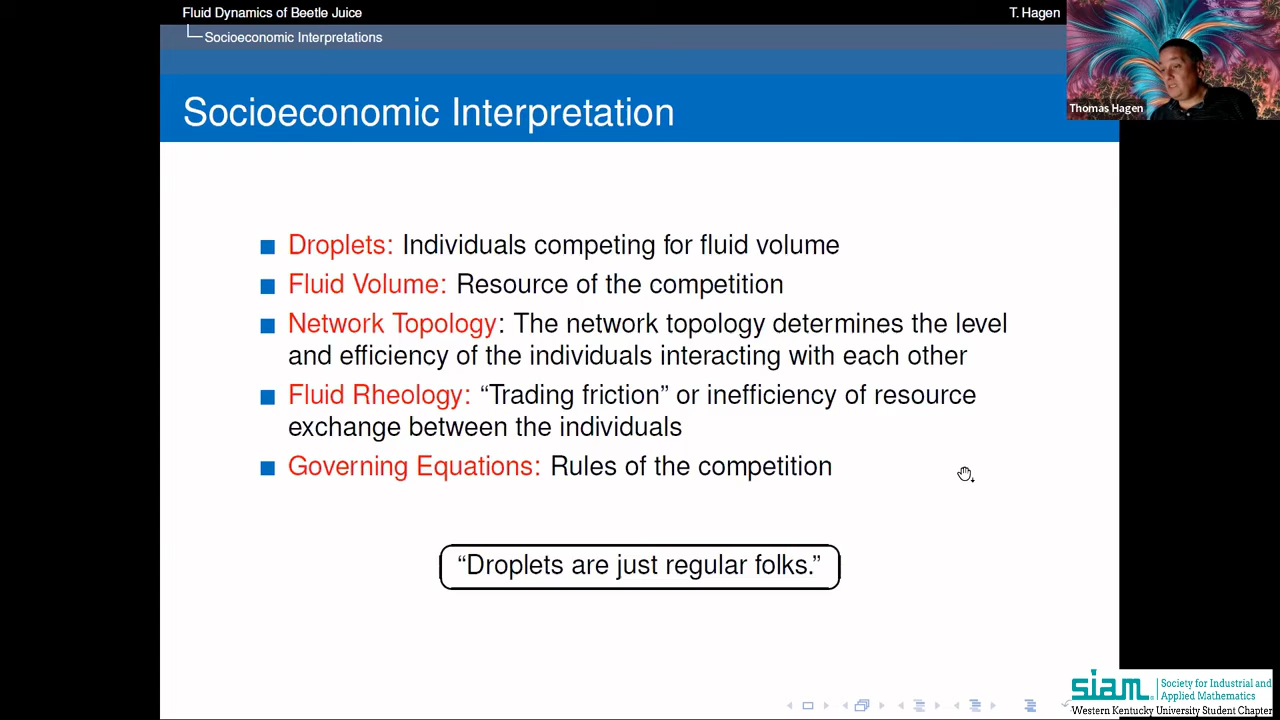 Fluid Dynamics of Beetle Juice
T. Hagen
Socioeconomic Interpretations
Socioeconomic Interpretation
Thomas Hagen
Droplets: Individuals competing for fluid volume
Fluid Volume: Resource of the competition
Network Topology: The network topology determines the level
and efficiency of the individuals interacting with each other
Fluid Rheology: “Trading friction” or inefficiency of resource
exchange between the individuals
Governing Equations: Rules of the competition
“Droplets are just regular folks.”
siam. Society for Industrial and
Applied Mathematics
Western Kentucky University Student Chapter